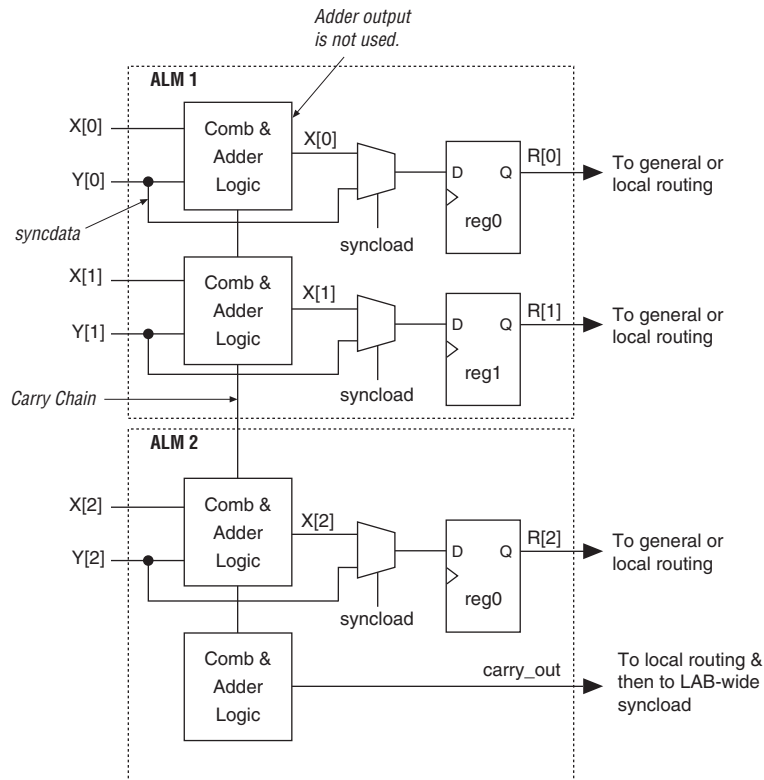 Adder output
is not used.
ALM 1
X[0]
Comb &
Adder
Logic
X[0]
D Q
R[0]
To general or
local routing
Y[0]
reg0
syncdata
syncload
X[1]
Comb &
Adder
Logic
X[1]
D Q
R[1]
To general or
local routing
Y[1]
reg1
syncload
Carry Chain
ALM 2
X[2]
Comb &
Adder
Logic
X[2]
D Q
R[2]
To general or
local routing
Y[2]
reg0
syncload
Comb &
Adder
Logic
carry_out
To local routing &
then to LAB-wide
syncload